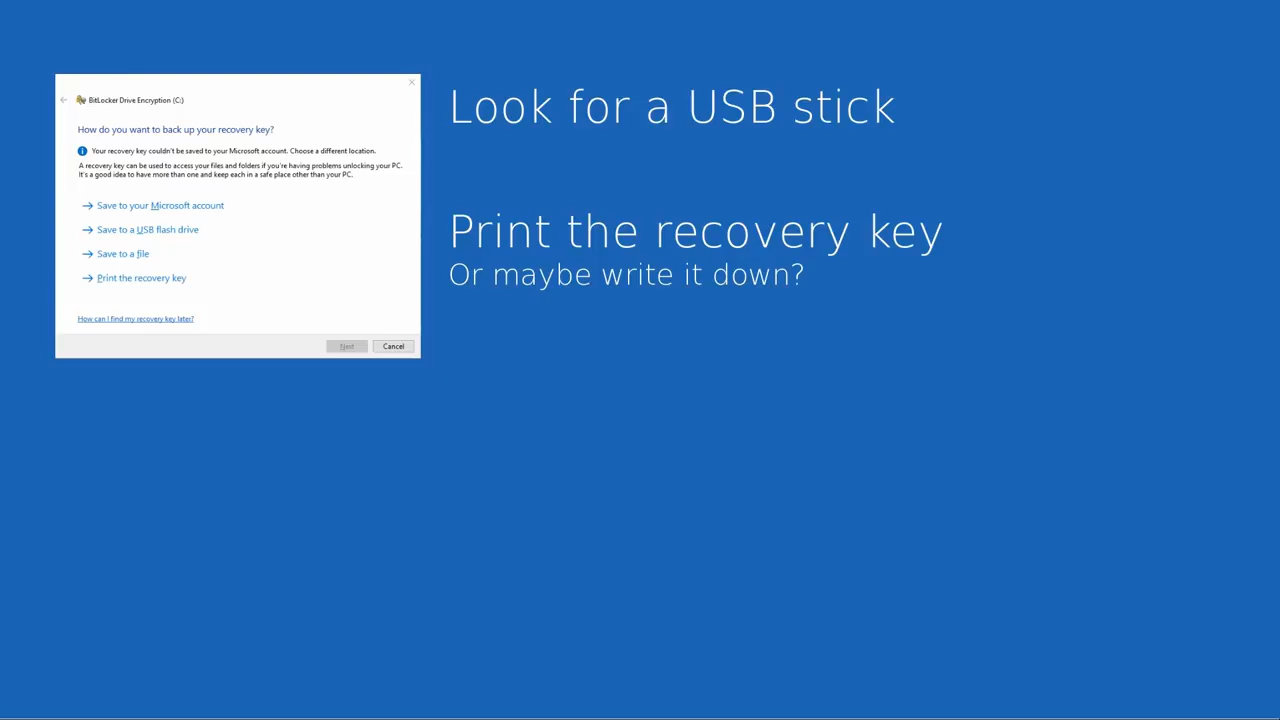 BitLocker Drive Encryption (C:)
How do you want to back up your recovery key?
Your recovery key couldn't be saved to your Microsoft account. Choose a different location.
A recovery key can be used to access your files and folders if you're having problems unlocking your PC.
It's a good idea to have more than one and keep each in a safe place other than your PC.
Save to your Microsoft account
Save to a USB flash drive
Save to a file
Print the recovery key
How can I find my recovery key later?
Next
Cancel
Look for a USB stick
Print the recovery key
Or maybe write it down?